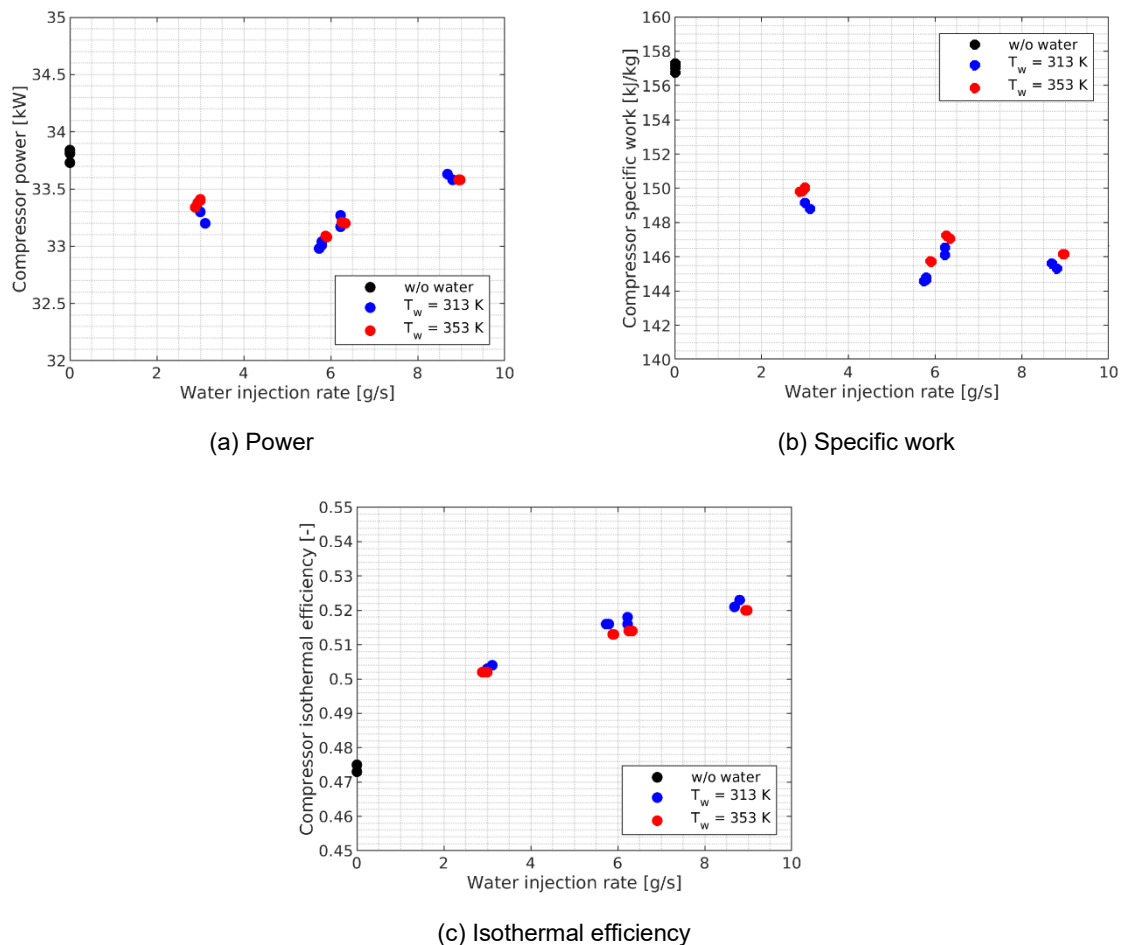 35
34.5
34
33.5
33
32.5
32
0
2
4
6
8
10
Compressor power [kW]
Water injection rate [g/s]
w/o water
T_w = 313 K
T_w = 353 K
(a) Power
160
158
156
154
152
150
148
146
144
142
140
0
2
4
6
8
10
Compressor specific work [kJ/kg]
Water injection rate [g/s]
w/o water
T_w = 313 K
T_w = 353 K
(b) Specific work
0.55
0.54
0.53
0.52
0.51
0.5
0.49
0.48
0.47
0.46
0.45
0
2
4
6
8
10
Compressor isothermal efficiency [-]
Water injection rate [g/s]
w/o water
T_w = 313 K
T_w = 353 K
(c) Isothermal efficiency